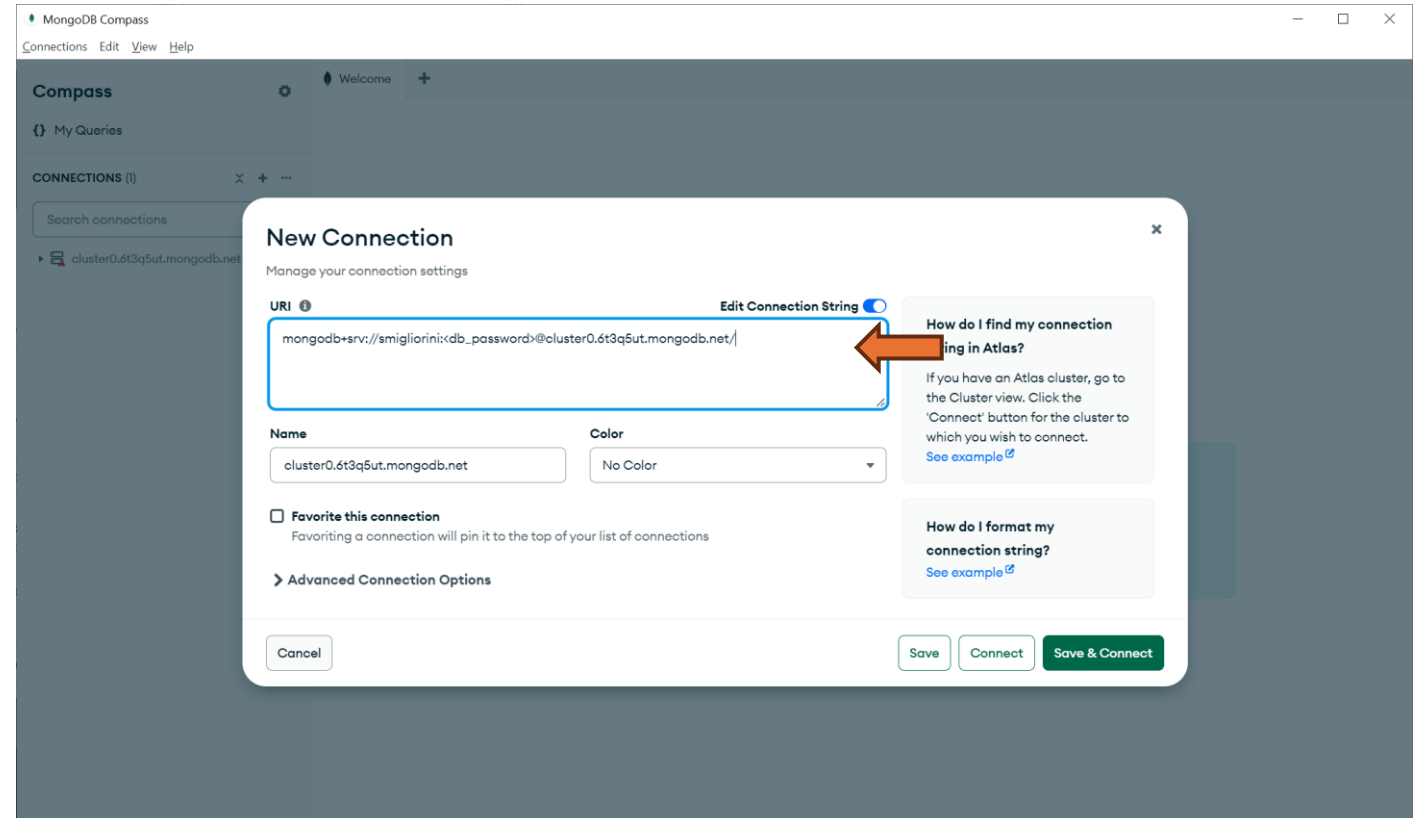 MongoDB Compass
Connections Edit View Help
Compass
Welcome
{} My Queries
CONNECTIONS (1)
Search connections
cluster0.6t3q5ut.mongodb.net
New Connection
Manage your connection settings
URI
Edit Connection String
mongodb+srv://smigliorini:<db_password>@cluster0.6t3q5ut.mongodb.net/
Name
Color
cluster0.6t3q5ut.mongodb.net
No Color
Favorite this connection
Favoriting a connection will pin it to the top of your list of connections
Advanced Connection Options
How do I find my connection
ing in Atlas?
If you have an Atlas cluster, go to
the Cluster view. Click the
'Connect' button for the cluster to
which you wish to connect.
See example
How do I format my
connection string?
See example
Cancel
Save
Connect
Save & Connect